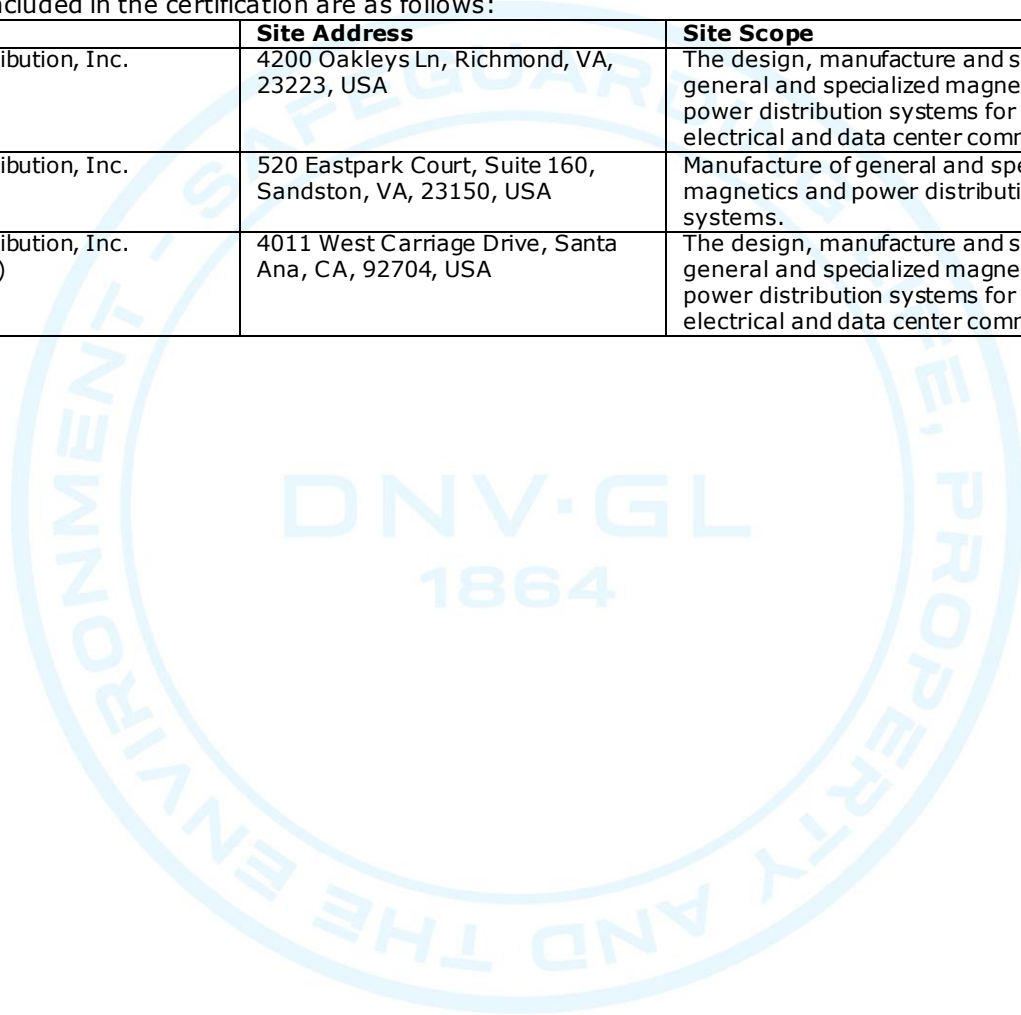 included in the certification are as follows:
Site Address Site Scope
ibution, Inc. 4200 Oakleys Ln, Richmond, VA, The design, manufacture and s
23223, USA general and specialized magne
power distribution systems for
electrical and data center comm
ibution, Inc. 520 Eastpark Court, Suite 160, Manufacture of general and spe
Sandston, VA, 23150, USA magnetics and power distributi
systems.
ibution, Inc. 4011 West Carriage Drive, Santa The design, manufacture and s
) Ana, CA, 92704, USA general and specialized magne
power distribution systems for
electrical and data center comm
SAFEGUARDING LIFE, PROPERTY AND THE ENVIRONMENT
DNV·GL
1864